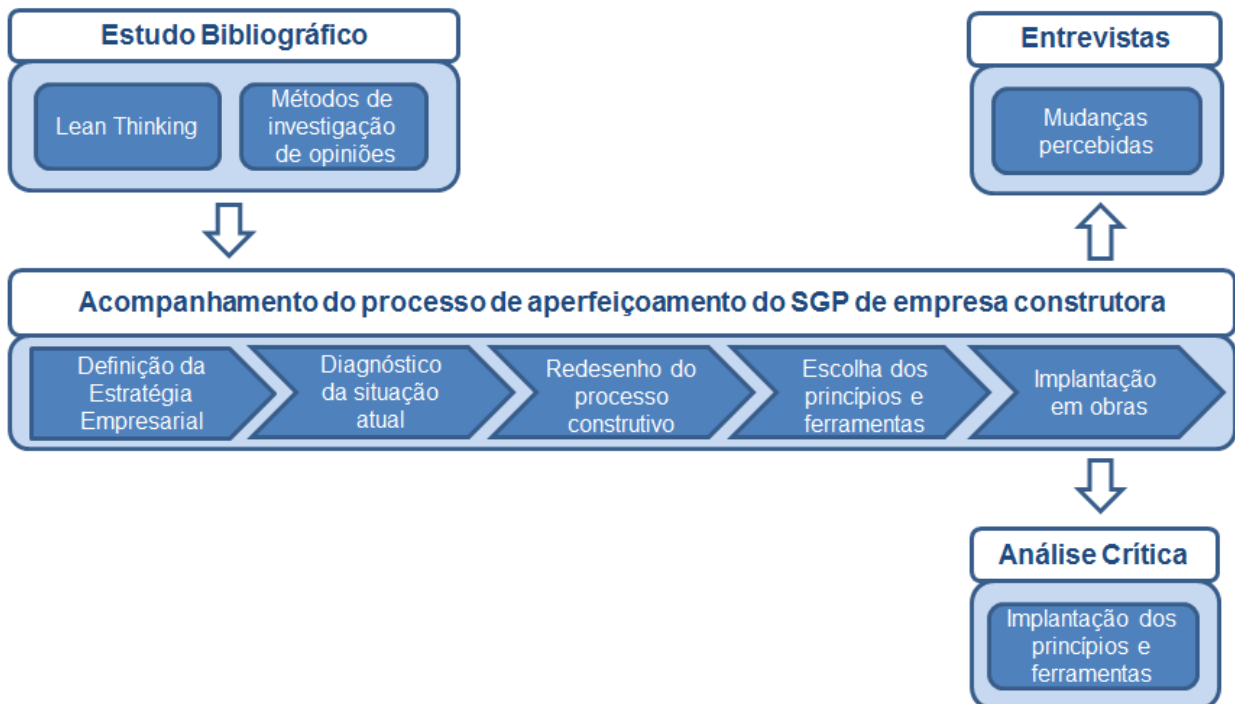 Estudo Bibliográfico
Lean Thinking
Métodos de
investigação
de opiniões
Entrevistas
Mudanças
percebidas
Acompanhamento do processo de aperfeiçoamento do SGP de empresa construtora
Definição da
Estratégia
Empresarial
Diagnóstico
da situação
atual
Redesenho do
processo
construtivo
Escolha dos
princípios e
ferramentas
Implantação
em obras
Análise Crítica
Implantação dos
princípios e
ferramentas